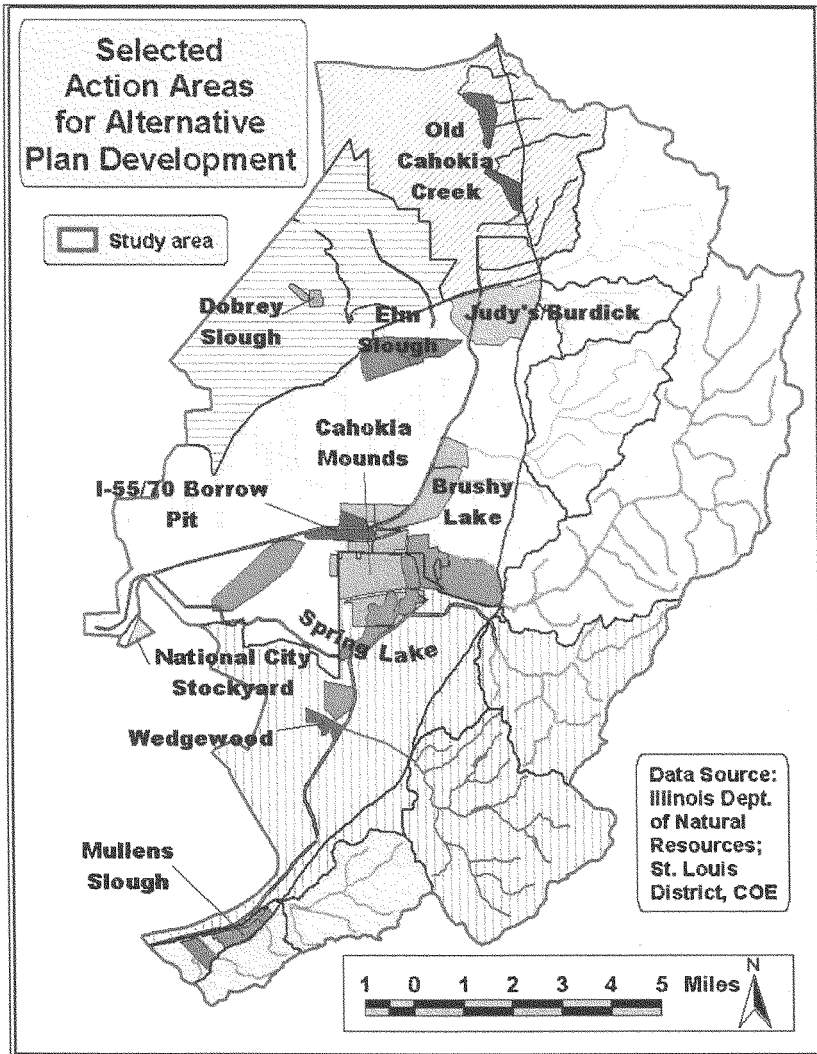 Selected
Action Areas
for Alternative
Plan Development
Study area
Old
Cahokia
Creek
Dobrey
Slough
Elm
Slough
Judy's/Burdick
Cahokia
Mounds
I-55/70 Borrow
Pit
Brushy
Lake
Spring Lake
National City
Stockyard
Wedgewood
Mullens
Slough
Data Source:
Illinois Dept.
of Natural
Resources;
St. Louis
District, COE
1 0 1 2 3 4 5 Miles
N